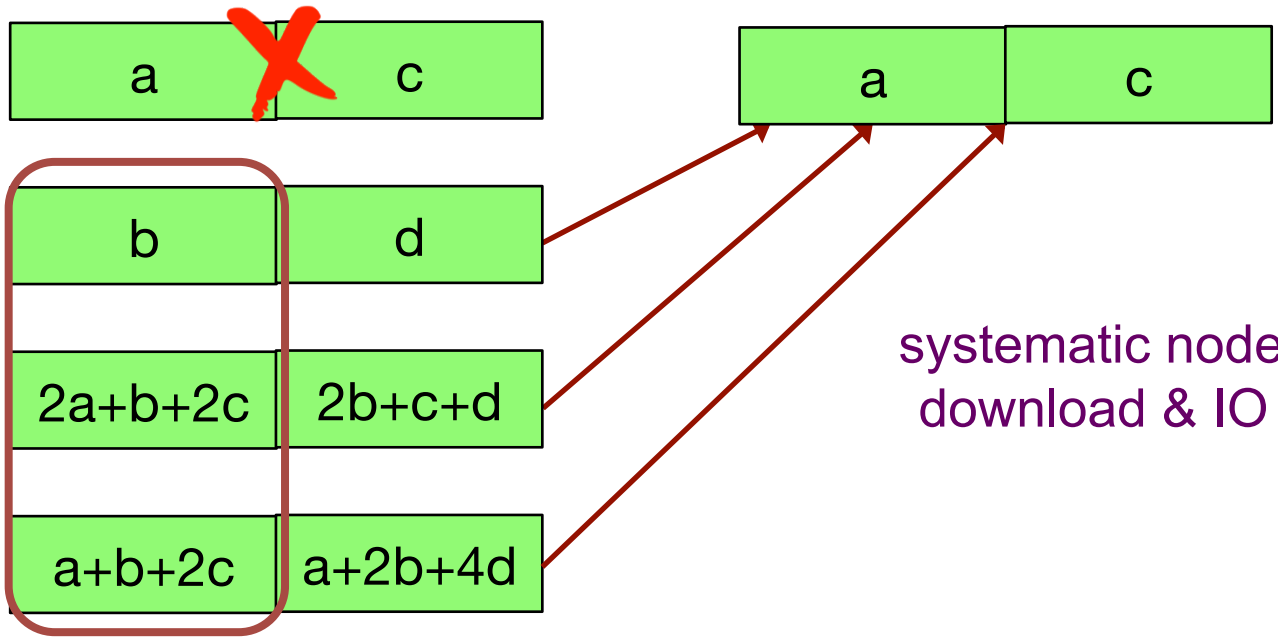 a c
a c
b d
2a+b+2c 2b+c+d
systematic node
download & IO
a+b+2c a+2b+4d